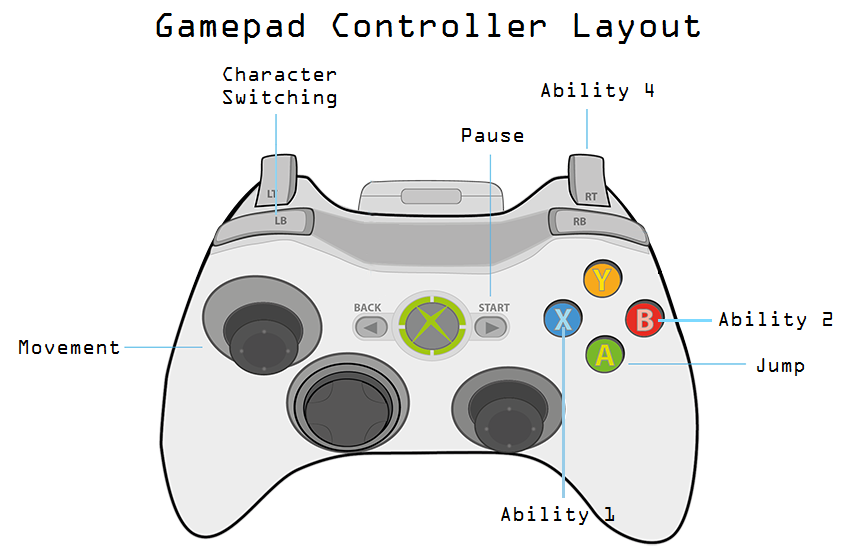 Gamepad Controller Layout
Character
Switching
Ability 4
Pause
LT
RT
LB
RB
Y
BACK
START
X
B
Ability 2
Movement
A
Jump
Ability 1